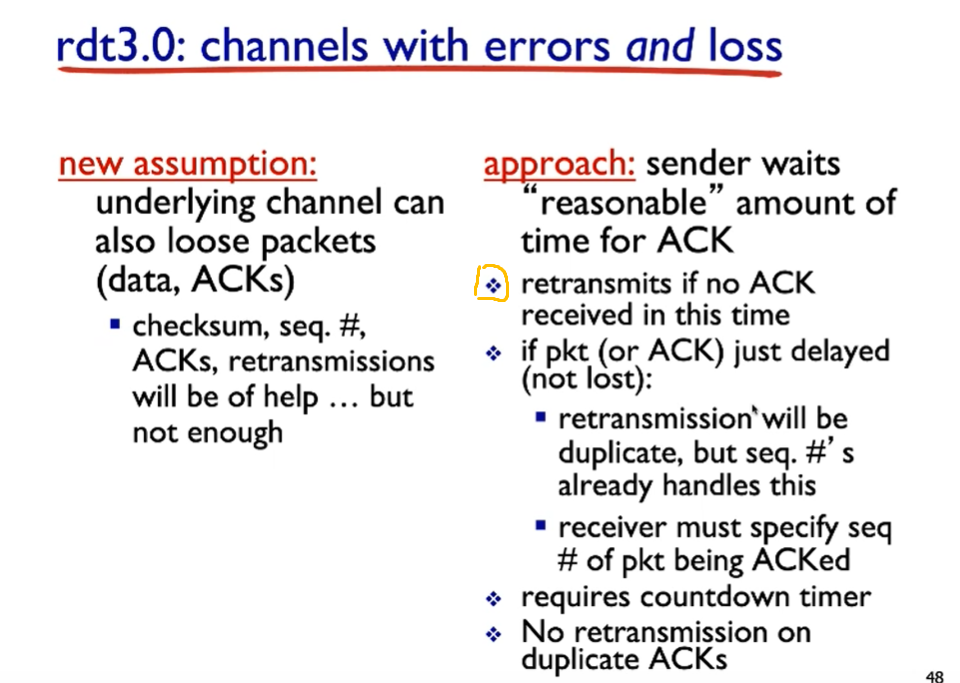 rdt3.0: channels with errors and loss
new assumption:
underlying channel can
also loose packets
(data, ACKs)
checksum, seq. #,
ACKs, retransmissions
will be of help … but
not enough
approach: sender waits
“reasonable” amount of
time for ACK
retransmits if no ACK
received in this time
if pkt (or ACK) just delayed
(not lost):
retransmission will be
duplicate, but seq. #’s
already handles this
receiver must specify seq
# of pkt being ACKed
requires countdown timer
No retransmission on
duplicate ACKs
48